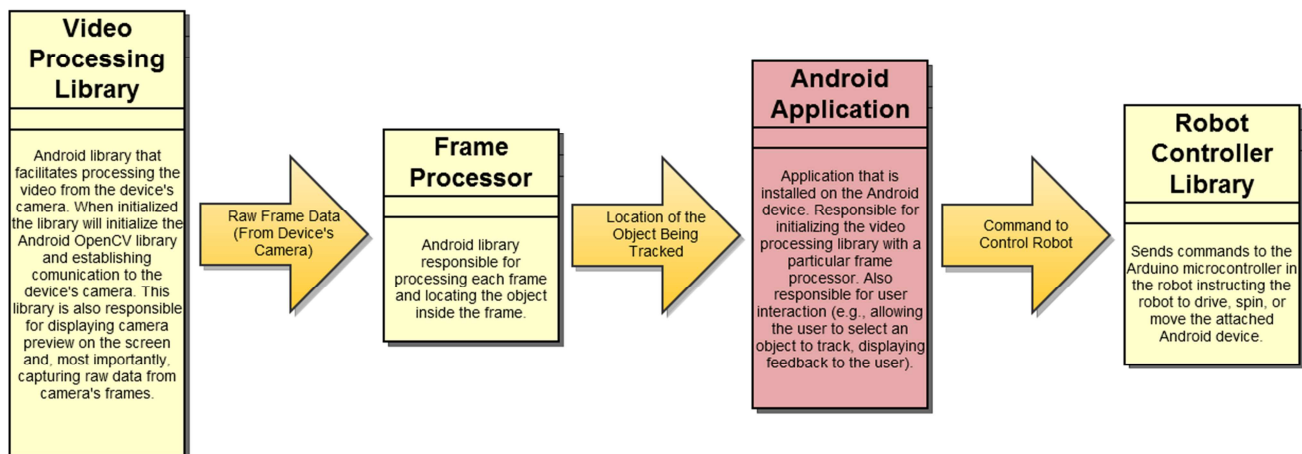 Video
Processing
Library
Android library that
facilitates processing the
video from the device's
camera. When initialized
the library will initialize the
Android OpenCV library
and establishing
comunication to the
device's camera. This
library is also responsible
for displaying camera
preview on the screen
and, most importantly,
capturing raw data from
camera's frames.
Raw Frame Data
(From Device's
Camera)
Frame
Processor
Android library
responsible for
processing each frame
and locating the object
inside the frame.
Location of the
Object Being
Tracked
Android
Application
Application that is
installed on the Android
device. Responsible for
initializing the video
processing library with a
particular frame
processor. Also
responsible for user
interaction (e.g., allowing
the user to select an
object to track, displaying
feedback to the user).
Command to
Control Robot
Robot
Controller
Library
Sends commands to the
Arduino microcontroller in
the robot instructing the
robot to drive, spin, or
move the attached
Android device.